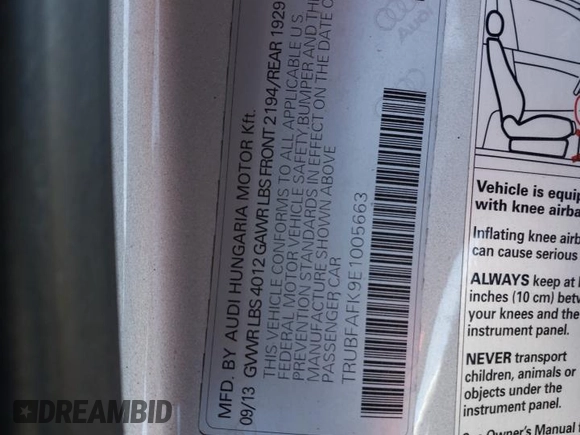 MFD. BY AUDI HUNGARIA MOTOR Kft.
09/13 GVWR LBS 4012 GAWR LBS FRONT 2194/REAR 1929
THIS VEHICLE CONFORMS TO ALL APPLICABLE US
FEDERAL MOTOR VEHICLE SAFETY BUMPER AND THE
PREVENTION STANDARDS IN EFFECT ON THE DATE O
MANUFACTURE SHOWN ABOVE
PASSENGER CAR
TRUBFAFK9E1005663
Audi
Vehicle is equip
with knee airba
Inflating knee airb
can cause serious
ALWAYS keep at l
inches (10 cm) betw
your knees and the
instrument panel.
NEVER transport
children, animals or
objects under the
instrument panel.
Owner's Manual f
DREAMBID